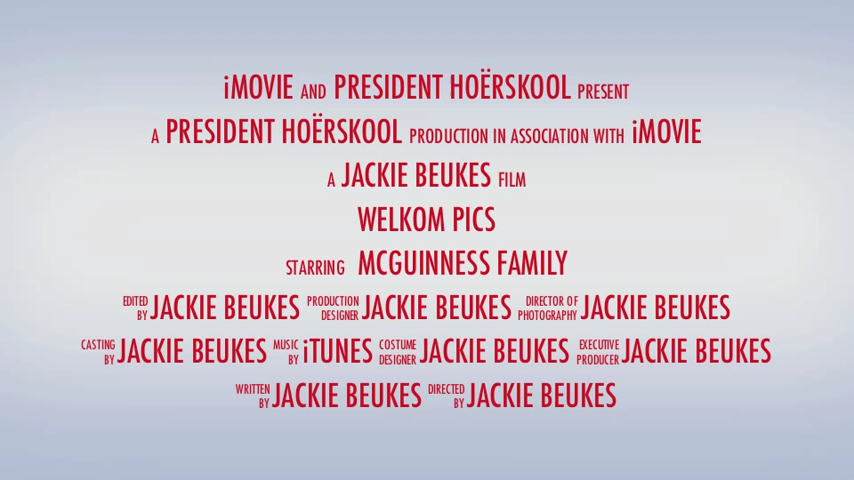 iMOVIE AND PRESIDENT HOËRSKOOL PRESENT
A PRESIDENT HOËRSKOOL PRODUCTION IN ASSOCIATION WITH iMOVIE
A JACKIE BEUKES FILM
WELKOM PICS
STARRING MCGUINNESS FAMILY
EDITED BY JACKIE BEUKES PRODUCTION DESIGNER JACKIE BEUKES DIRECTOR OF PHOTOGRAPHY JACKIE BEUKES
CASTING BY JACKIE BEUKES MUSIC BY iTUNES COSTUME DESIGNER JACKIE BEUKES EXECUTIVE PRODUCER JACKIE BEUKES
WRITTEN BY JACKIE BEUKES DIRECTED BY JACKIE BEUKES